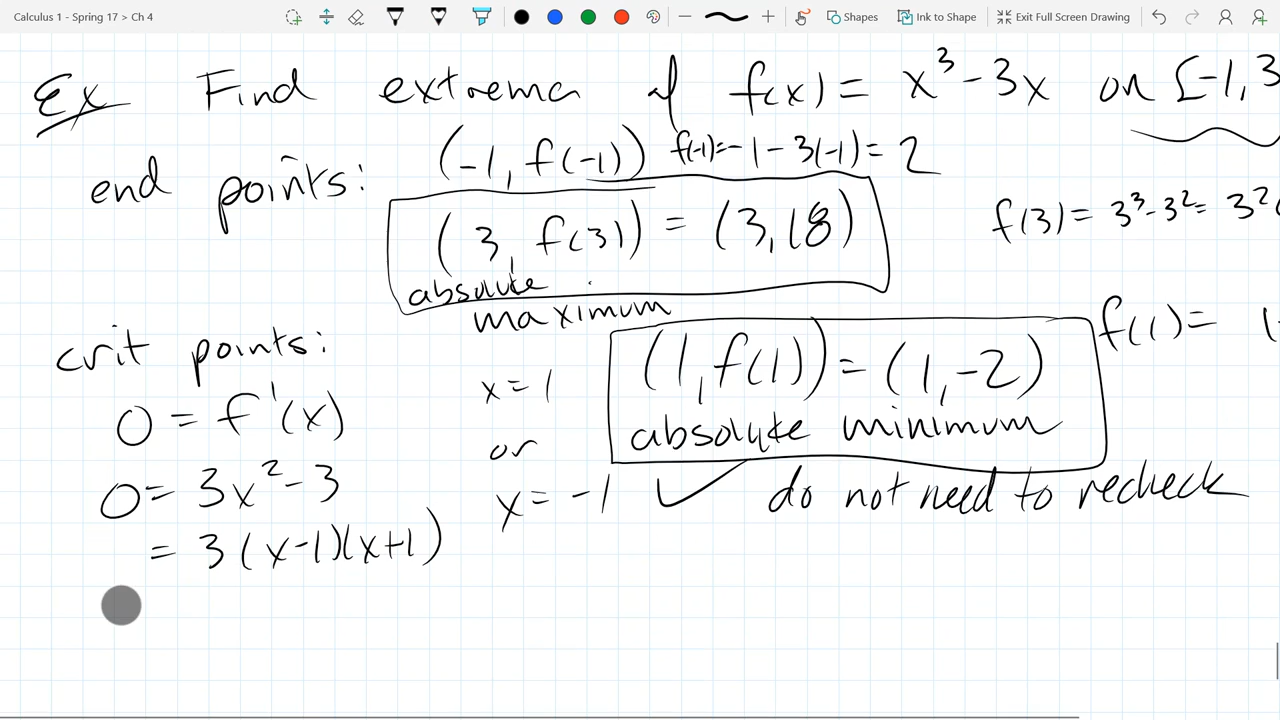 Calculus 1 - Spring 17 > Ch 4
Shapes
Ink to Shape
Exit Full Screen Drawing
Ex Find extrema of f(x) = x³ - 3x on [-1, 3
end points: (-1, f(-1)) f(-1) = -1 - 3(-1) = 2
(3, f(3)) = (3, 18)
f(3) = 3³ - 3² = 3²(
absolute
maximum
crit points:
0 = f'(x)
0 = 3x² - 3
= 3(x-1)(x+1)
x = 1
or
x = -1 ✓ do not need to recheck
(1, f(1)) = (1, -2)
absolute minimum
f(1) = 1